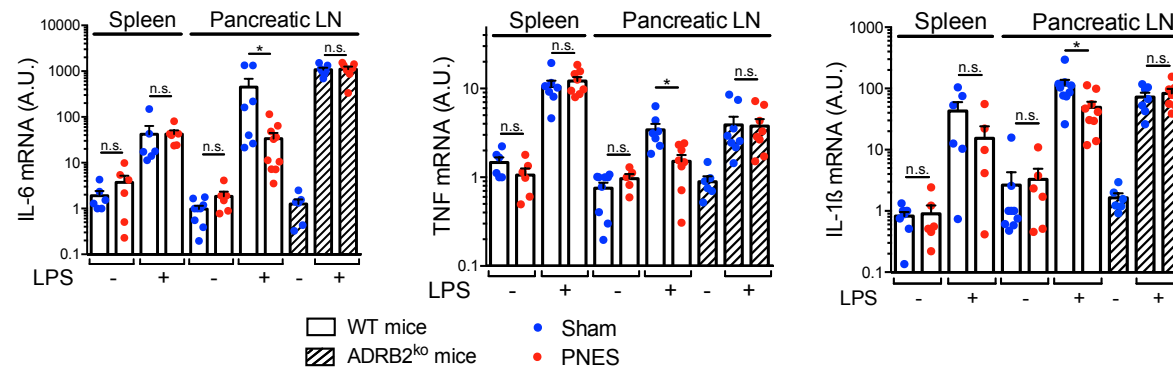 Spleen Pancreatic LN
IL-6 mRNA (A.U.)
10000
1000
100
10
1
0.1
n.s.
n.s.
n.s.
*
n.s.
LPS - + - + - +
Spleen Pancreatic LN
TNF mRNA (A.U.)
10
1
0.1
n.s.
n.s.
n.s.
*
n.s.
LPS - + - + - +
Spleen Pancreatic LN
IL-1ß mRNA (A.U.)
1000
100
10
1
0.1
n.s.
n.s.
n.s.
*
n.s.
LPS - + - + - +
WT mice
ADRB2ko mice
Sham
PNES